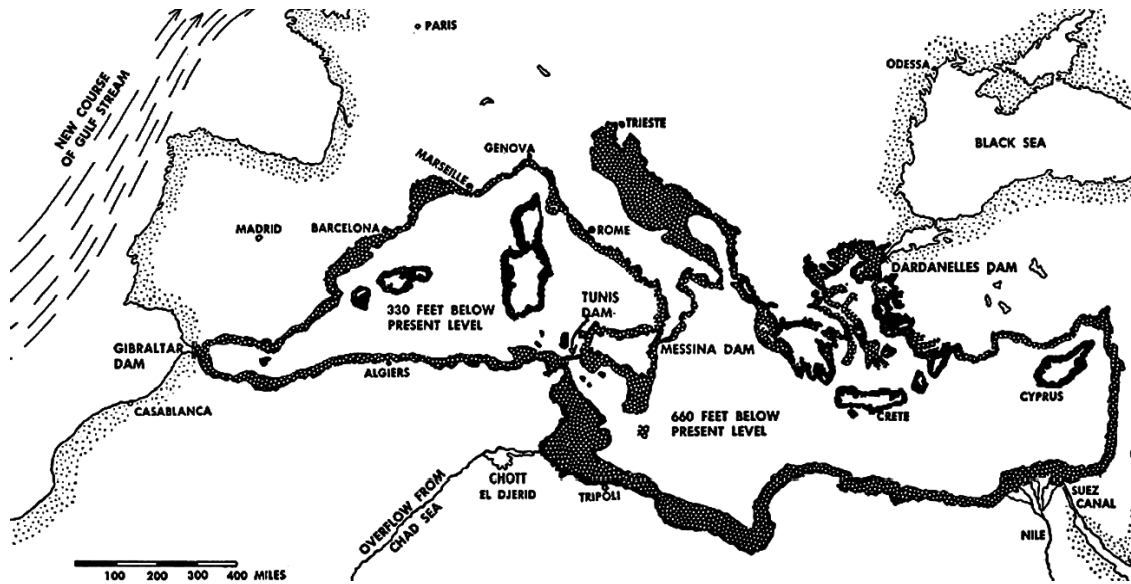 PARIS
NEW COURSE
OF GULF STREAM
ODESSA
BLACK SEA
TRIESTE
GENOVA
MARSEILLE
MADRID
BARCELONA
ROME
DARDANELLES DAM
330 FEET BELOW
PRESENT LEVEL
TUNIS
DAM
GIBRALTAR
DAM
MESSINA DAM
ALGIERS
CASABLANCA
660 FEET BELOW
PRESENT LEVEL
CRETE
CYPRUS
CHOTT
EL DJERID
TRIPOLI
OVERFLOW FROM
CHAD SEA
SUEZ
CANAL
NILE
100 200 300 400 MILES